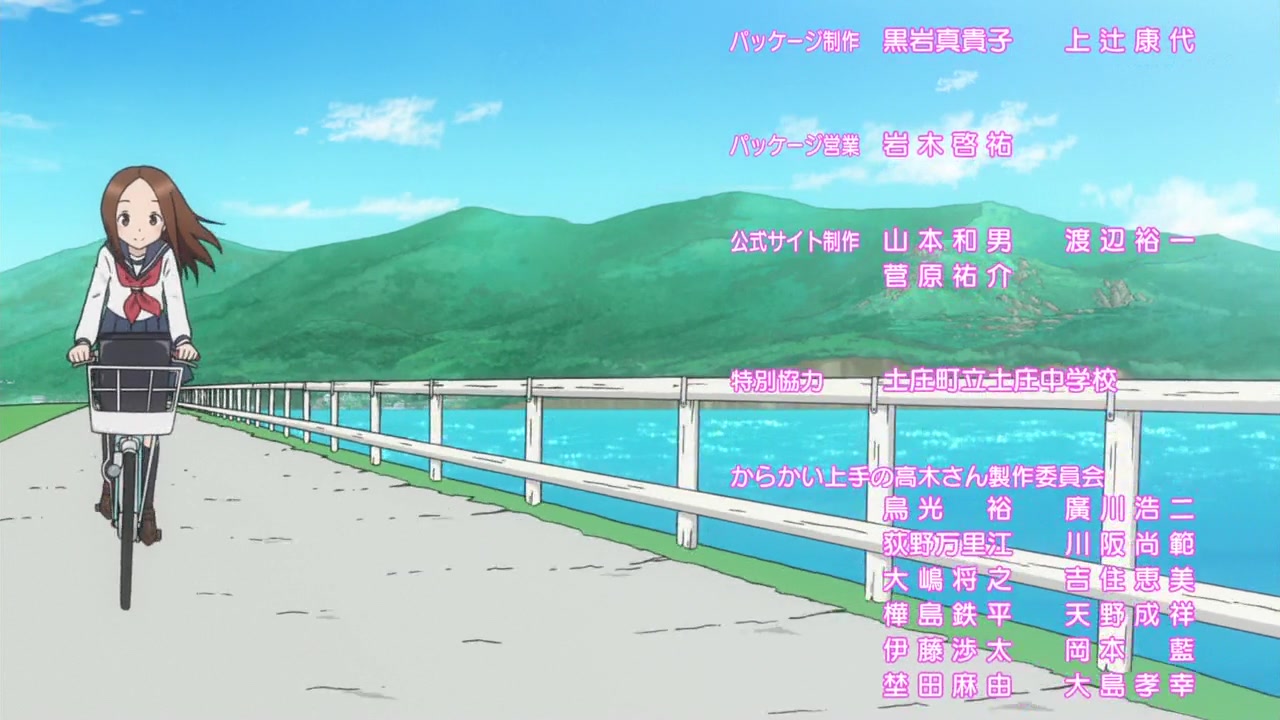 パッケージ制作 黒岩真貴子 上辻康代
パッケージ営業 岩木啓祐
公式サイト制作 山本和男 渡辺裕一
菅原祐介
特別協力 土庄町立土庄中学校
からかい上手の高木さん製作委員会
鳥光 裕 廣川浩二
荻野万里江 川阪尚範
大嶋将之 吉住恵美
樺島鉄平 天野成祥
伊藤渉太 岡本 藍
埜田麻由 大島孝幸